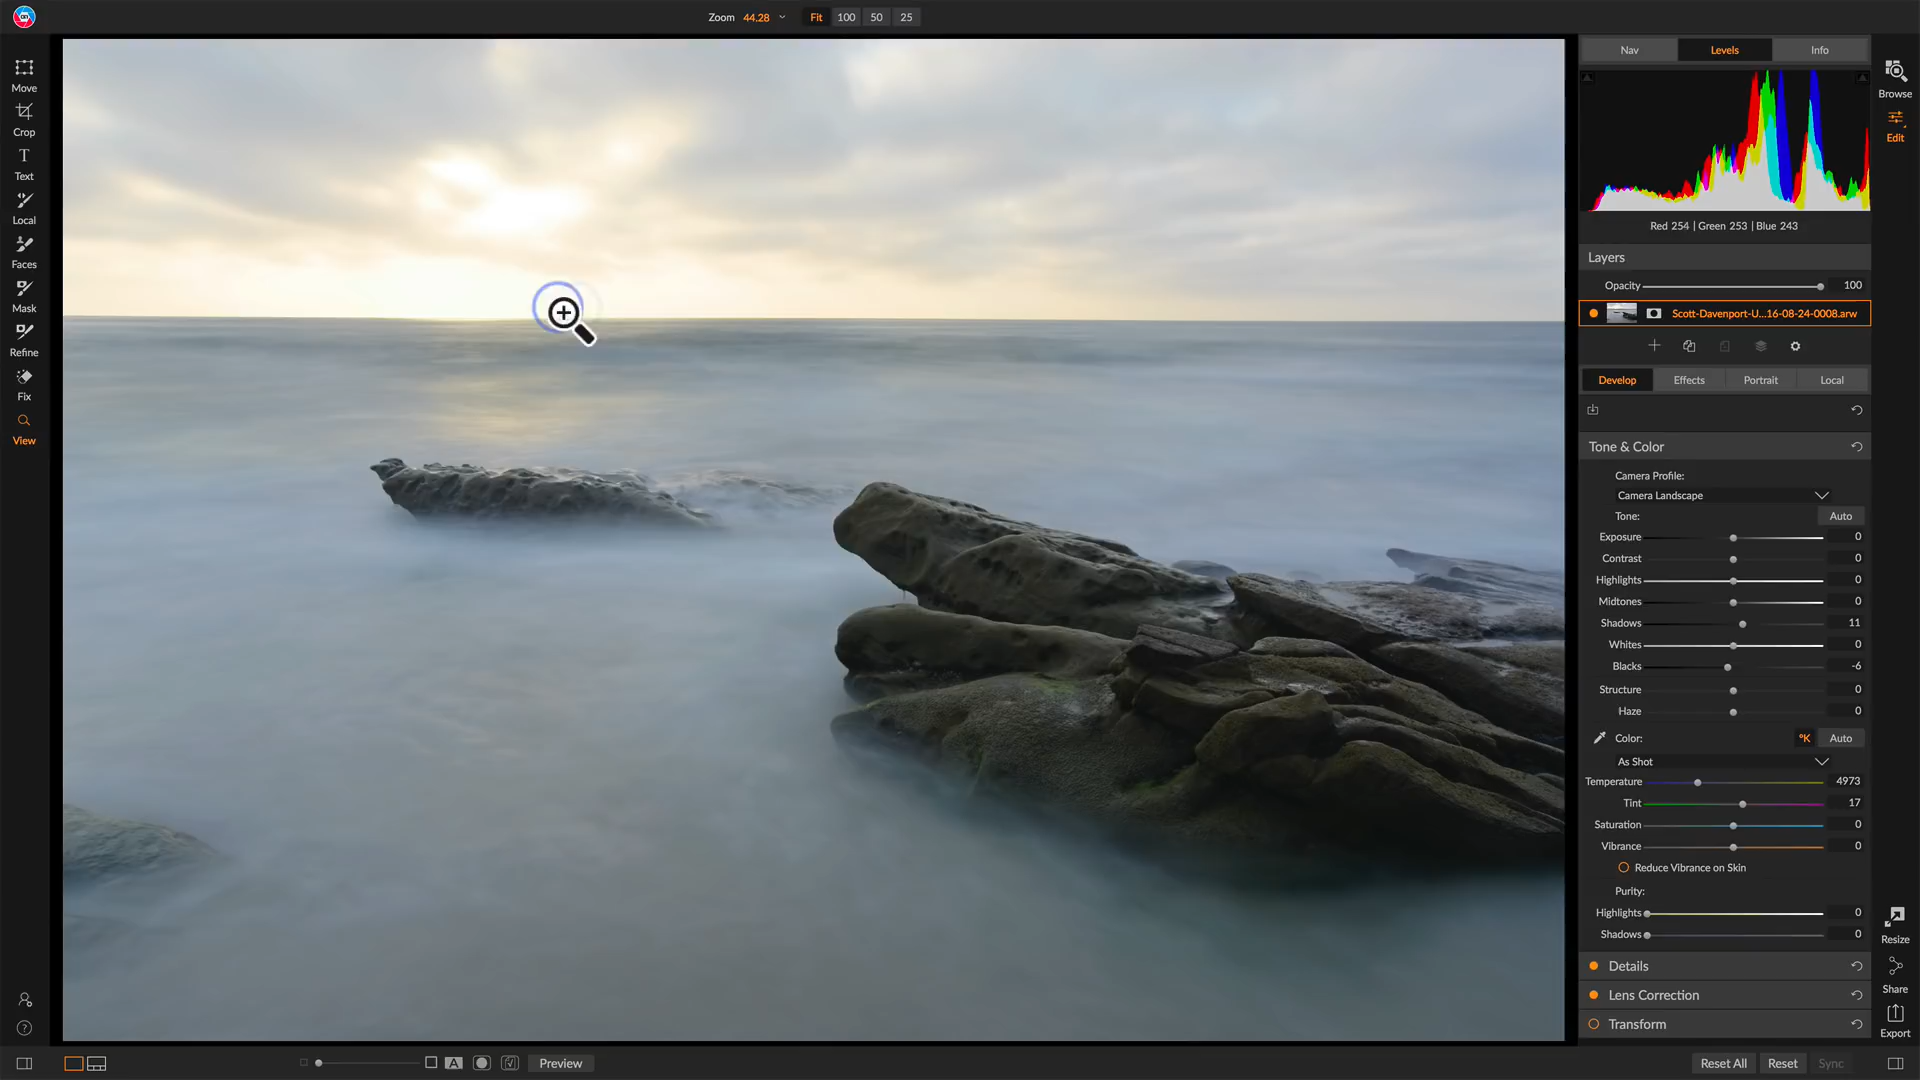 Zoom 44.28 Fit 100 50 25
Move
Crop
T
Text
Local
Faces
Mask
Refine
Fix
View
Nav Levels Info
Red 254 | Green 253 | Blue 243
Layers
Opacity 100
Scott-Davenport-U...16-08-24-0008.arw
Develop Effects Portrait Local
Tone & Color
Camera Profile:
Camera Landscape
Tone: Auto
Exposure 0
Contrast 0
Highlights 0
Midtones 0
Shadows 11
Whites 0
Blacks -6
Structure 0
Haze 0
Color: °K Auto
As Shot
Temperature 4973
Tint 17
Saturation 0
Vibrance 0
Reduce Vibrance on Skin
Purity:
Highlights 0
Shadows 0
Details
Lens Correction
Transform
Browse
Edit
Resize
Share
Export
?
A Preview
Reset All Reset Sync